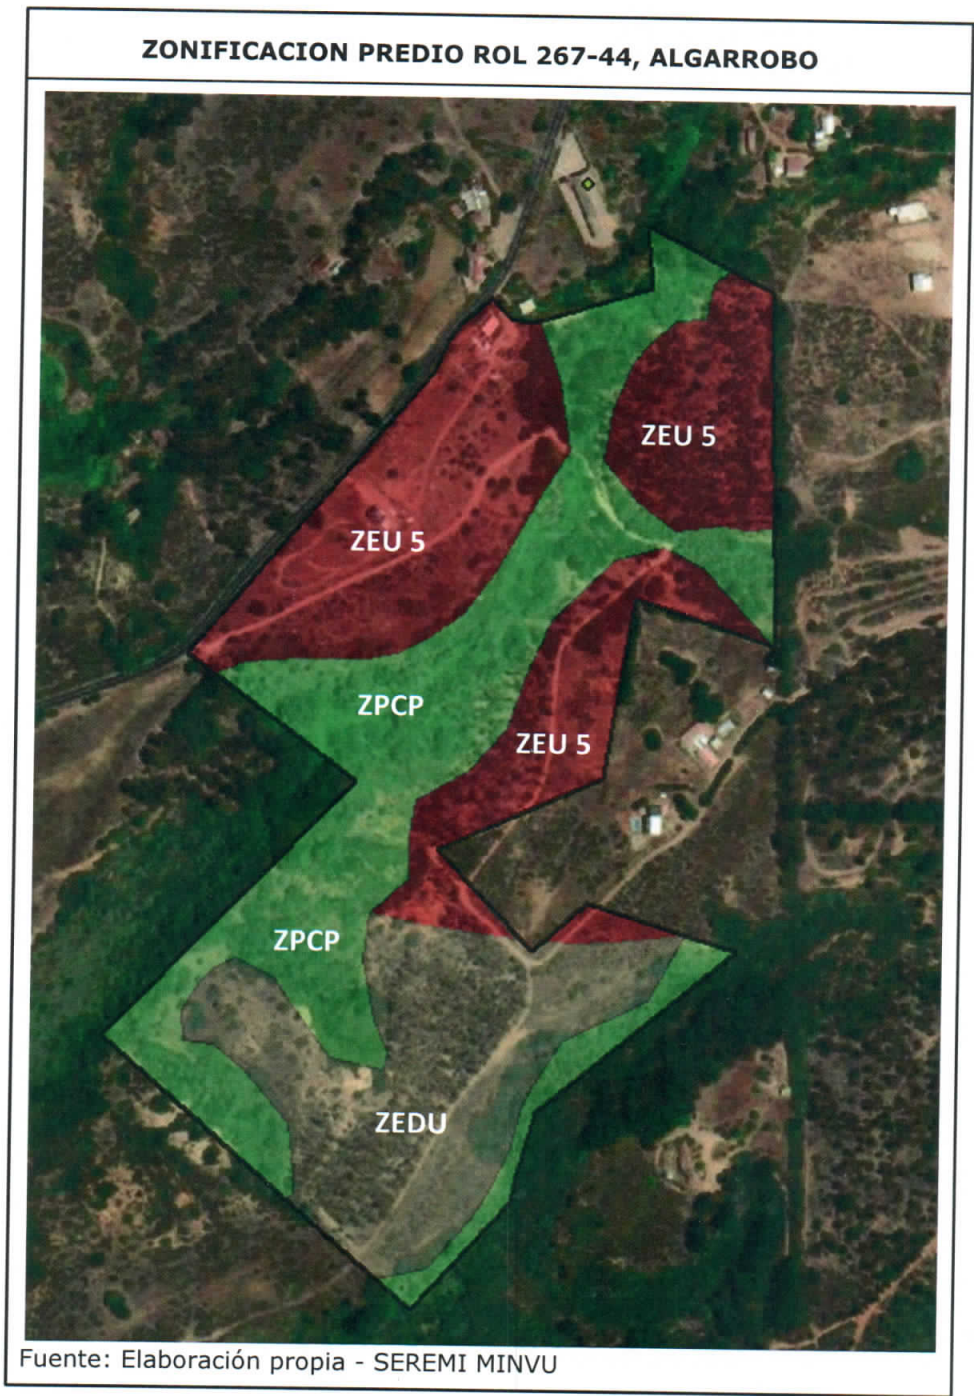 ZONIFICACION PREDIO ROL 267-44, ALGARROBO
ZEU 5
ZEU 5
ZPCP
ZEU 5
ZPCP
ZEDU
Fuente: Elaboración propia - SEREMI MINVU